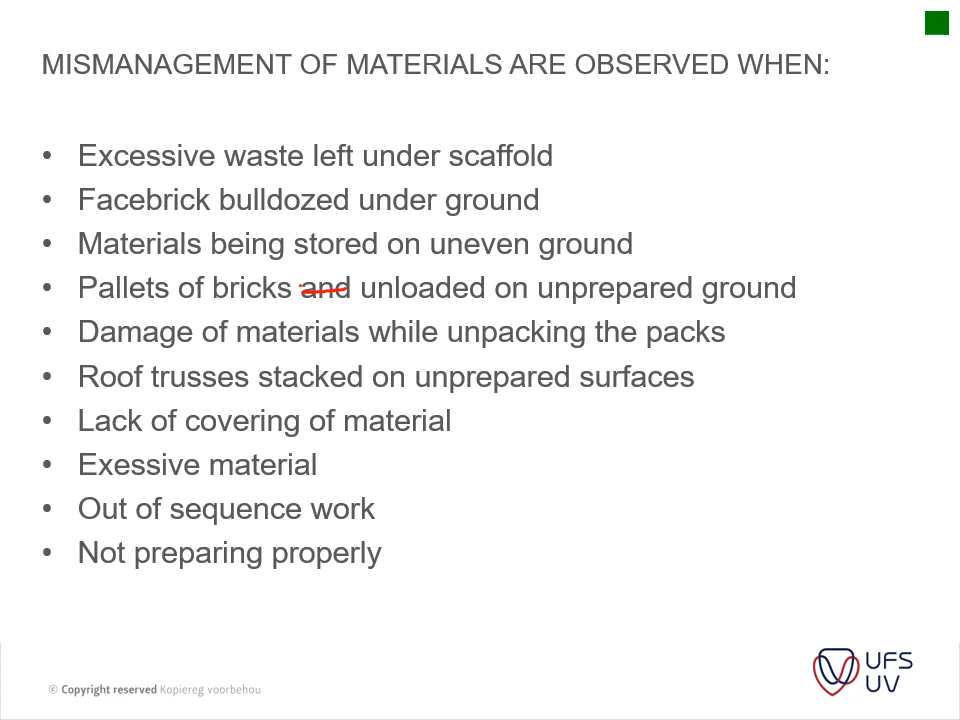 MISMANAGEMENT OF MATERIALS ARE OBSERVED WHEN:
• Excessive waste left under scaffold
• Facebrick bulldozed under ground
• Materials being stored on uneven ground
• Pallets of bricks and unloaded on unprepared ground
• Damage of materials while unpacking the packs
• Roof trusses stacked on unprepared surfaces
• Lack of covering of material
• Exessive material
• Out of sequence work
• Not preparing properly
© Copyright reserved Kopiereg voorbehou
UFS
UV